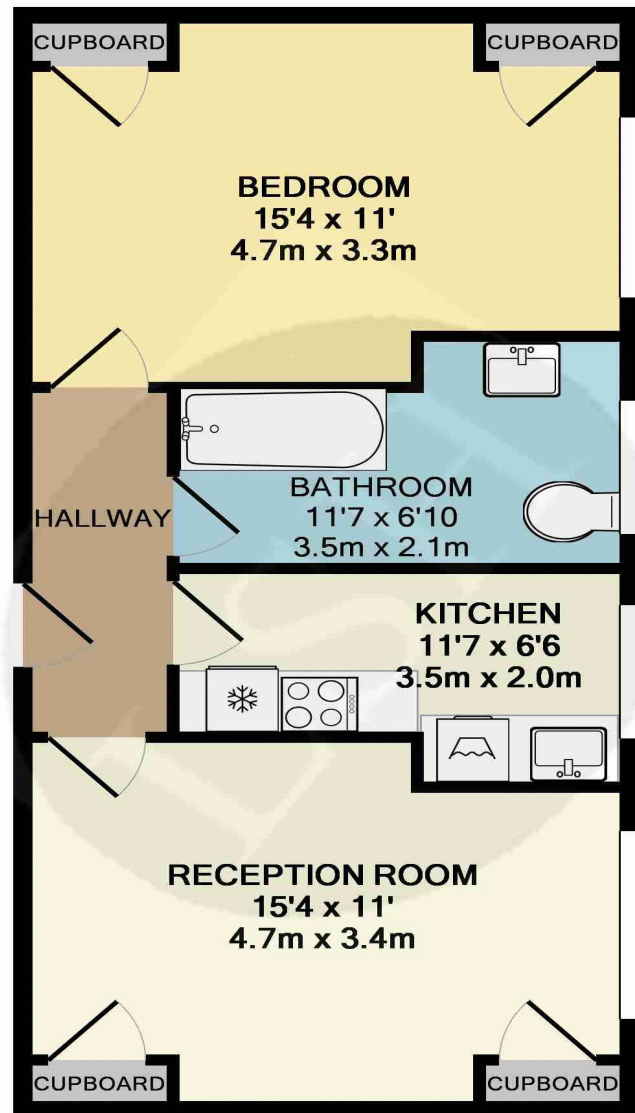 CUPBOARD
CUPBOARD
BEDROOM
15'4 x 11'
4.7m x 3.3m
BATHROOM
11'7 x 6'10
3.5m x 2.1m
HALLWAY
KITCHEN
11'7 x 6'6
3.5m x 2.0m
RECEPTION ROOM
15'4 x 11'
4.7m x 3.4m
CUPBOARD
CUPBOARD